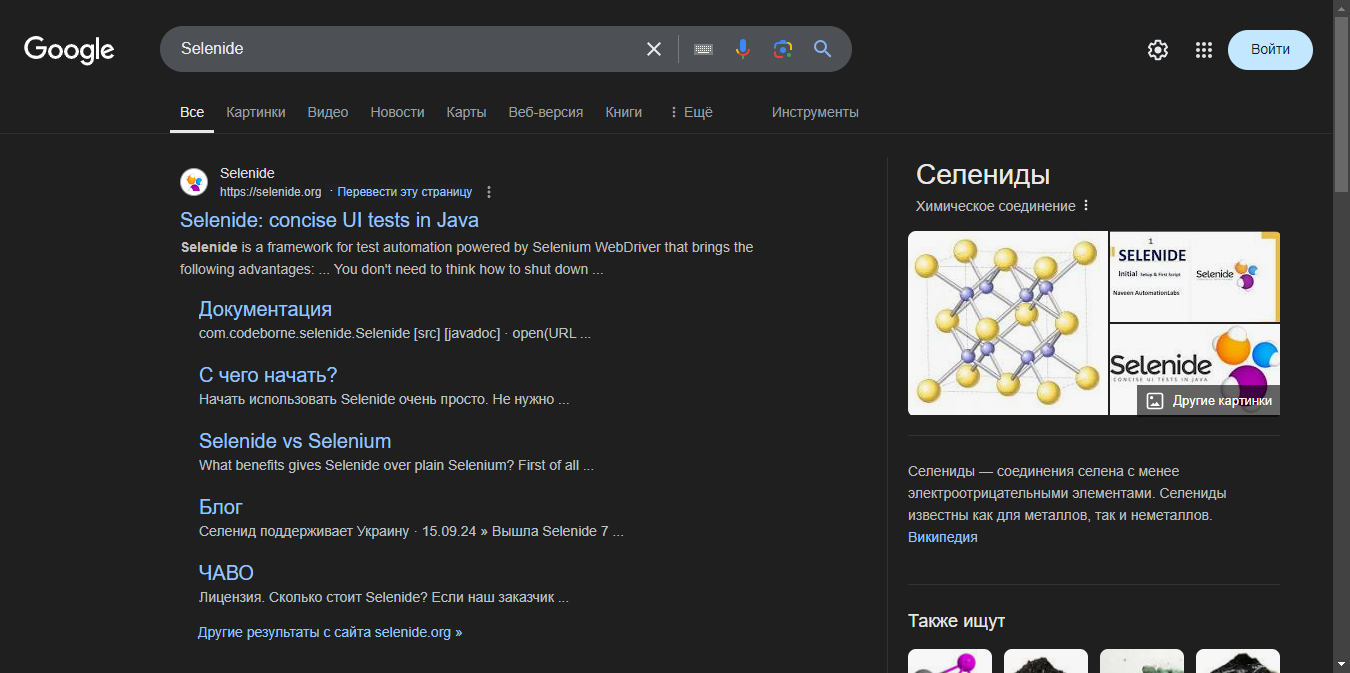 Google
Selenide
Войти
Все
Картинки
Видео
Новости
Карты
Веб-версия
Книги
Ещё
Инструменты
Selenide
https://selenide.org · Перевести эту страницу
Selenide: concise UI tests in Java
Selenide is a framework for test automation powered by Selenium WebDriver that brings the
following advantages: ... You don't need to think how to shut down ...
Документация
com.codeborne.selenide.Selenide [src] [javadoc] · open(URL ...
С чего начать?
Начать использовать Selenide очень просто. Не нужно ...
Selenide vs Selenium
What benefits gives Selenide over plain Selenium? First of all ...
Блог
Селенид поддерживает Украину · 15.09.24 » Вышла Selenide 7 ...
ЧАВО
Лицензия. Сколько стоит Selenide? Если наш заказчик ...
Другие результаты с сайта selenide.org »
Селениды
Химическое соединение
1
SELENIDE
Initial Setup & First Script
Naveen AutomationLabs
Selenide
Selenide
CONCISE UI TESTS IN JAVA
Другие картинки
Селениды — соединения селена с менее
электроотрицательными элементами. Селениды
известны как для металлов, так и неметаллов.
Википедия
Также ищут